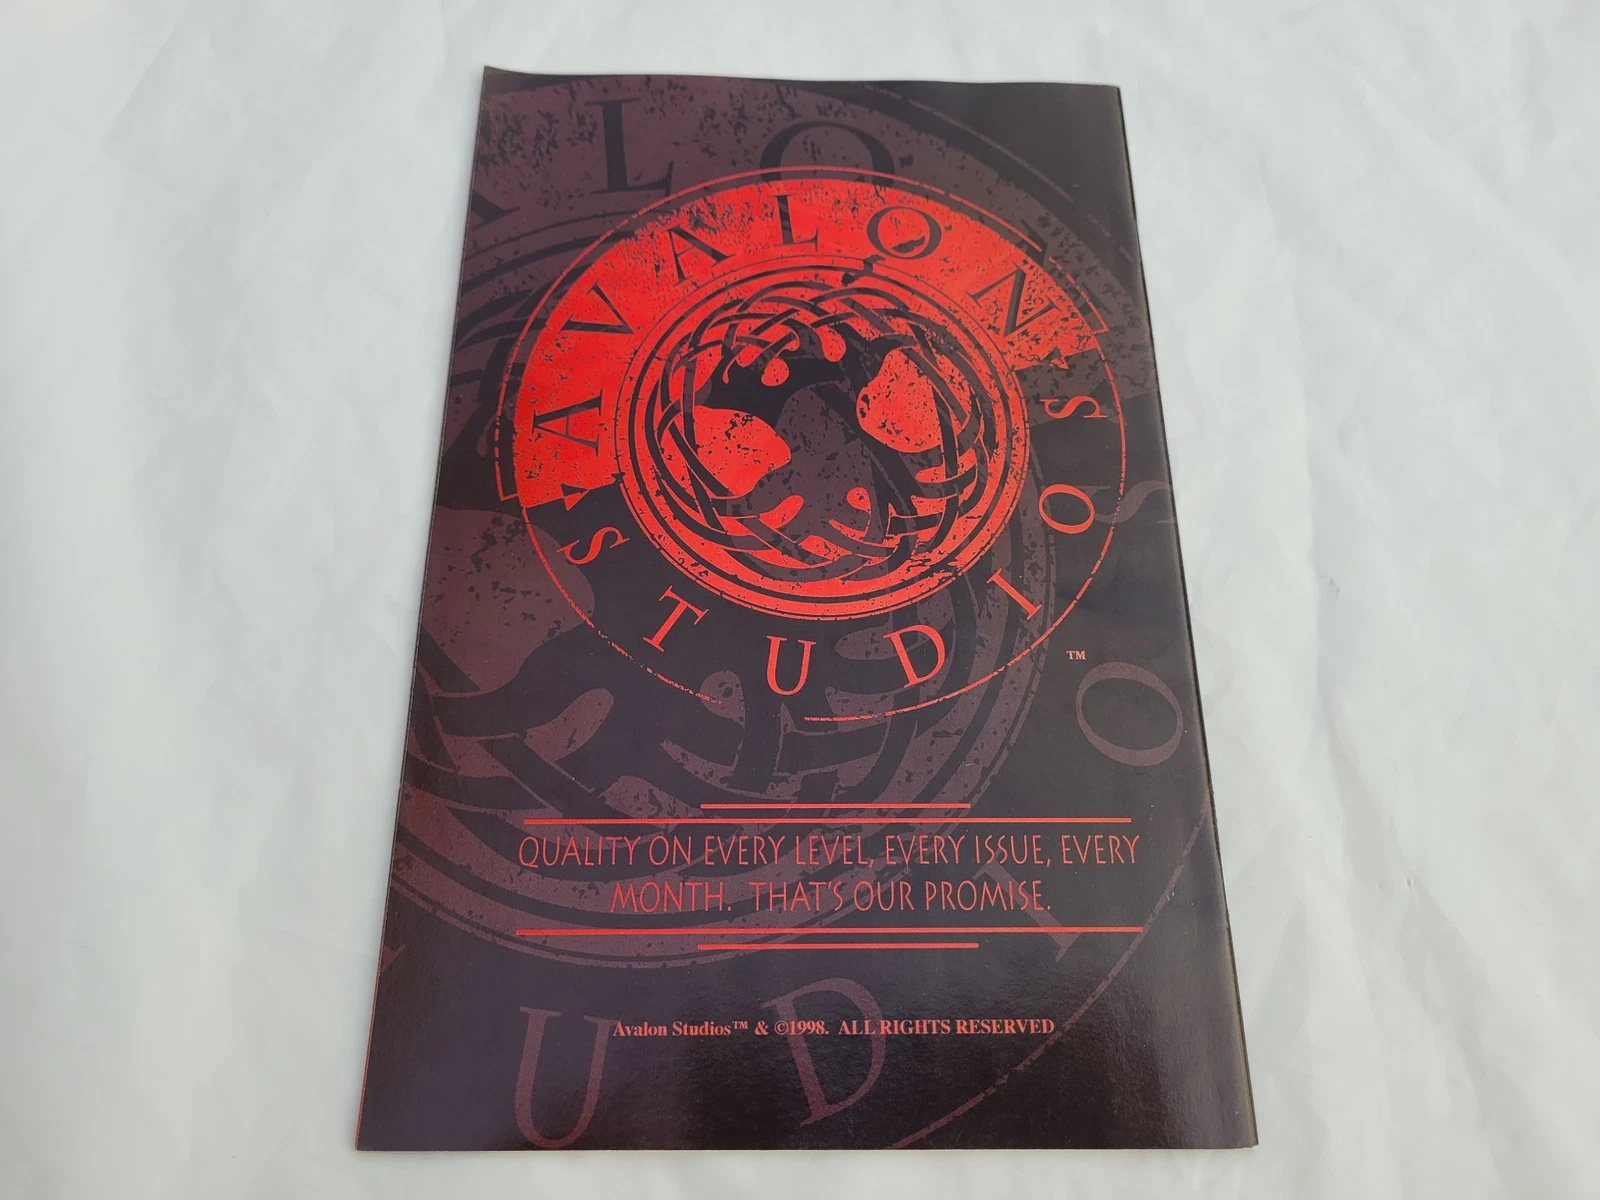 AVALON
STUDIOS
TM
QUALITY ON EVERY LEVEL, EVERY ISSUE, EVERY
MONTH. THAT'S OUR PROMISE.
Avalon Studios™ & ©1998. ALL RIGHTS RESERVED